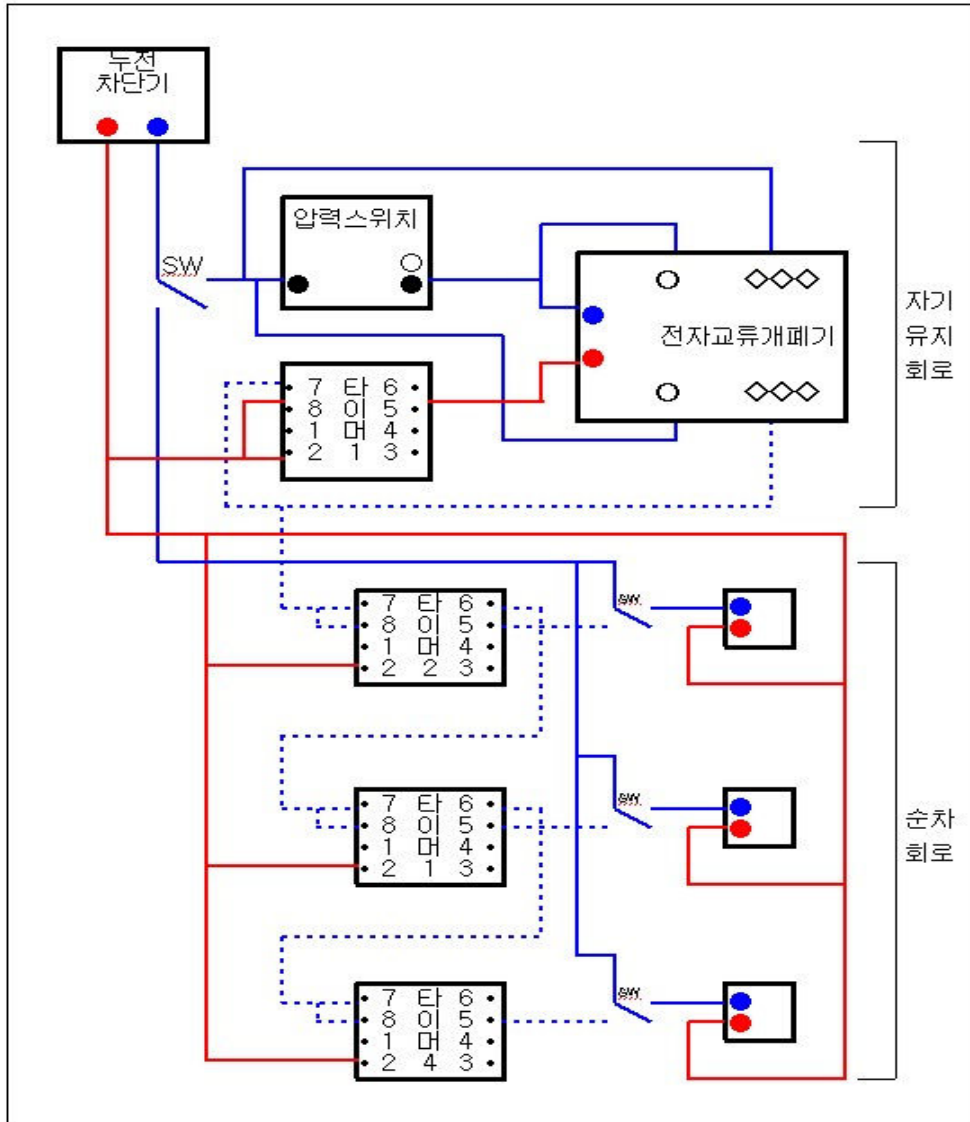 누전
차단기
SW
압력스위치
전자교류개폐기
자기
유지
회로
7 타 6
8 이 5
1 머 4
2 1 3
7 타 6
8 이 5
1 머 4
2 2 3
SW
7 타 6
8 이 5
1 머 4
2 1 3
SW
순차
회로
7 타 6
8 이 5
1 머 4
2 4 3
SW